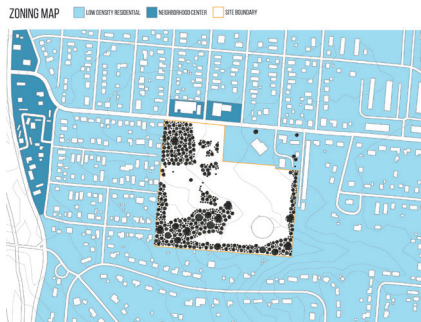 ZONING MAP
LOW DENSITY RESIDENTIAL
NEIGHBORHOOD CENTER
SITE BOUNDARY